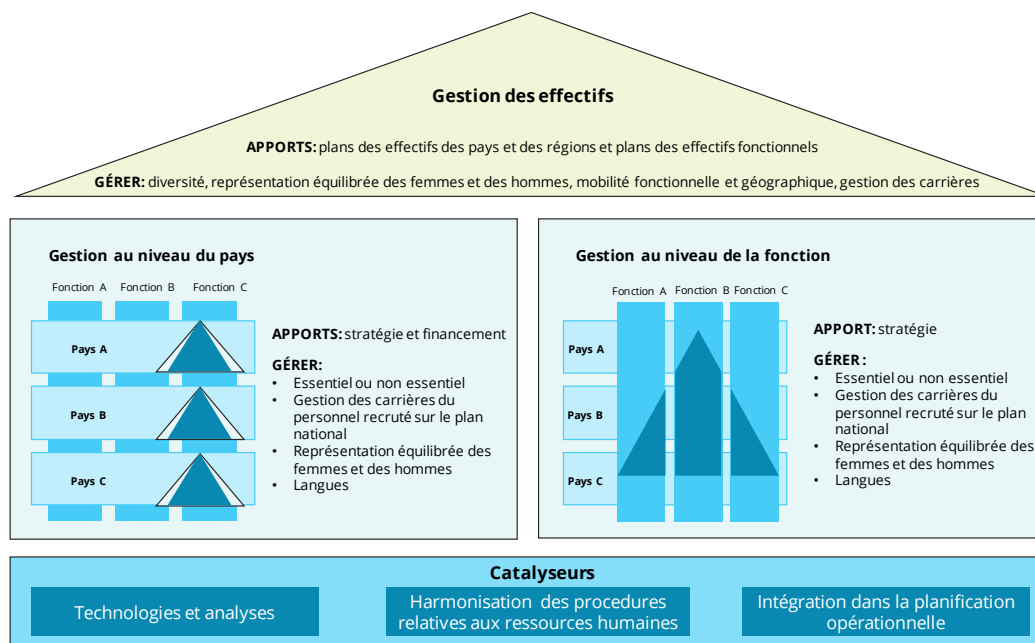 Gestion des effectifs
APPORTS: plans des effectifs des pays et des régions et plans des effectifs fonctionnels
GÉRER: diversité, représentation équilibrée des femmes et des hommes, mobilité fonctionnelle et géographique, gestion des carrières
Gestion au niveau du pays
Fonction A Fonction B Fonction C
Pays A
Pays B
Pays C
APPORTS: stratégie et financement
GÉRER:
• Essentiel ou non essentiel
• Gestion des carrières du
personnel recruté sur le plan
national
• Représentation équilibrée des
femmes et des hommes
• Langues
Gestion au niveau de la fonction
Fonction A Fonction B Fonction C
Pays A
Pays B
Pays C
APPORT: stratégie
GÉRER :
• Essentiel ou non essentiel
• Gestion des carrières du
personnel recruté sur le plan
national
• Représentation équilibrée des
femmes et des hommes
• Langues
Catalyseurs
Technologies et analyses
Harmonisation des procedures
relatives aux ressources humaines
Intégration dans la planification
opérationnelle